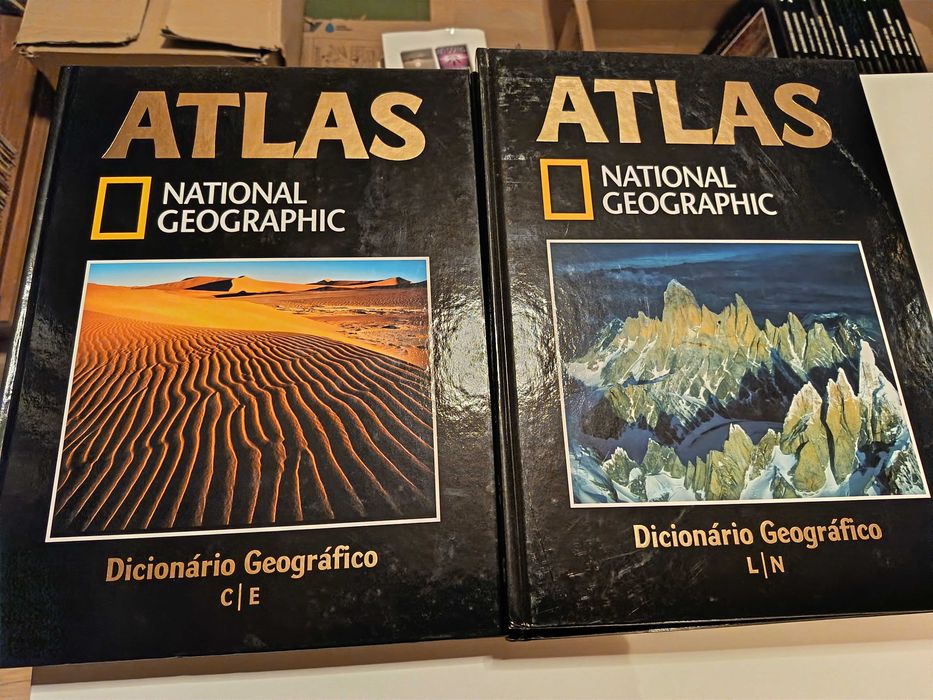 ATLAS
NATIONAL
GEOGRAPHIC
Dicionário Geográfico
C|E
ATLAS
NATIONAL
GEOGRAPHIC
Dicionário Geográfico
L|N